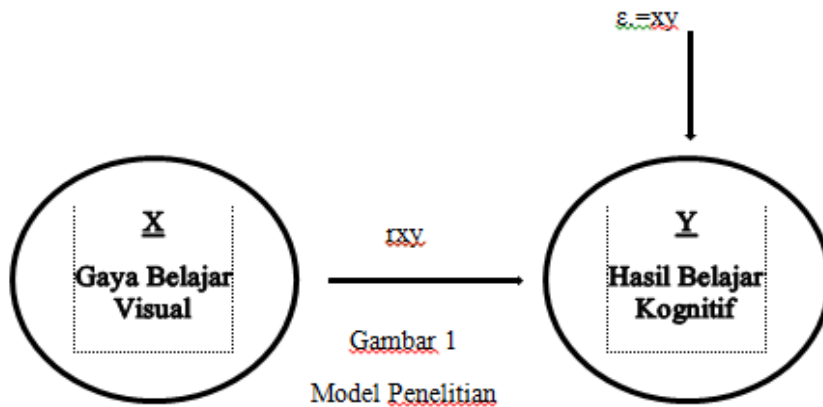 ε.=xy
X
Gaya Belajar
Visual
rxy
Y
Hasil Belajar
Kognitif
Gambar 1
Model Penelitian